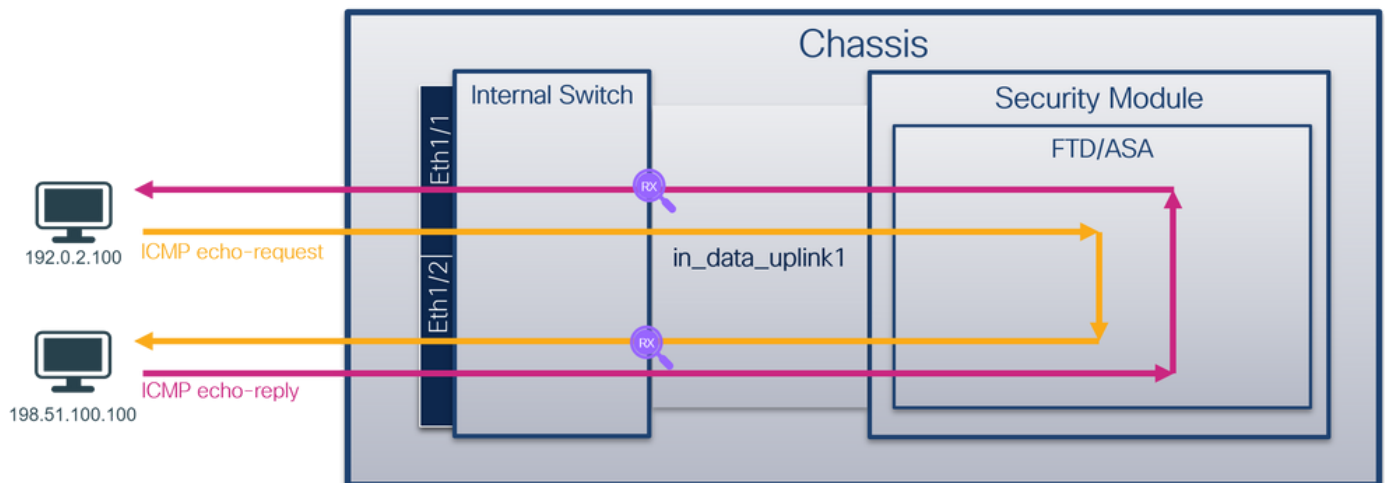 Chassis
Internal Switch
Security Module
FTD/ASA
Eth1/1
RX
192.0.2.100
ICMP echo-request
in_data_uplink1
Eth1/2
RX
ICMP echo-reply
198.51.100.100